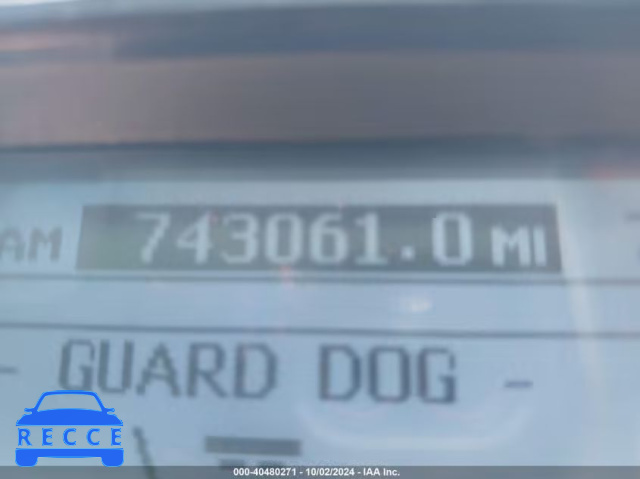 AM 743061.0 MI
- GUARD DOG -
RECCE
000-40480271 - 10/02/2024 - IAA Inc.